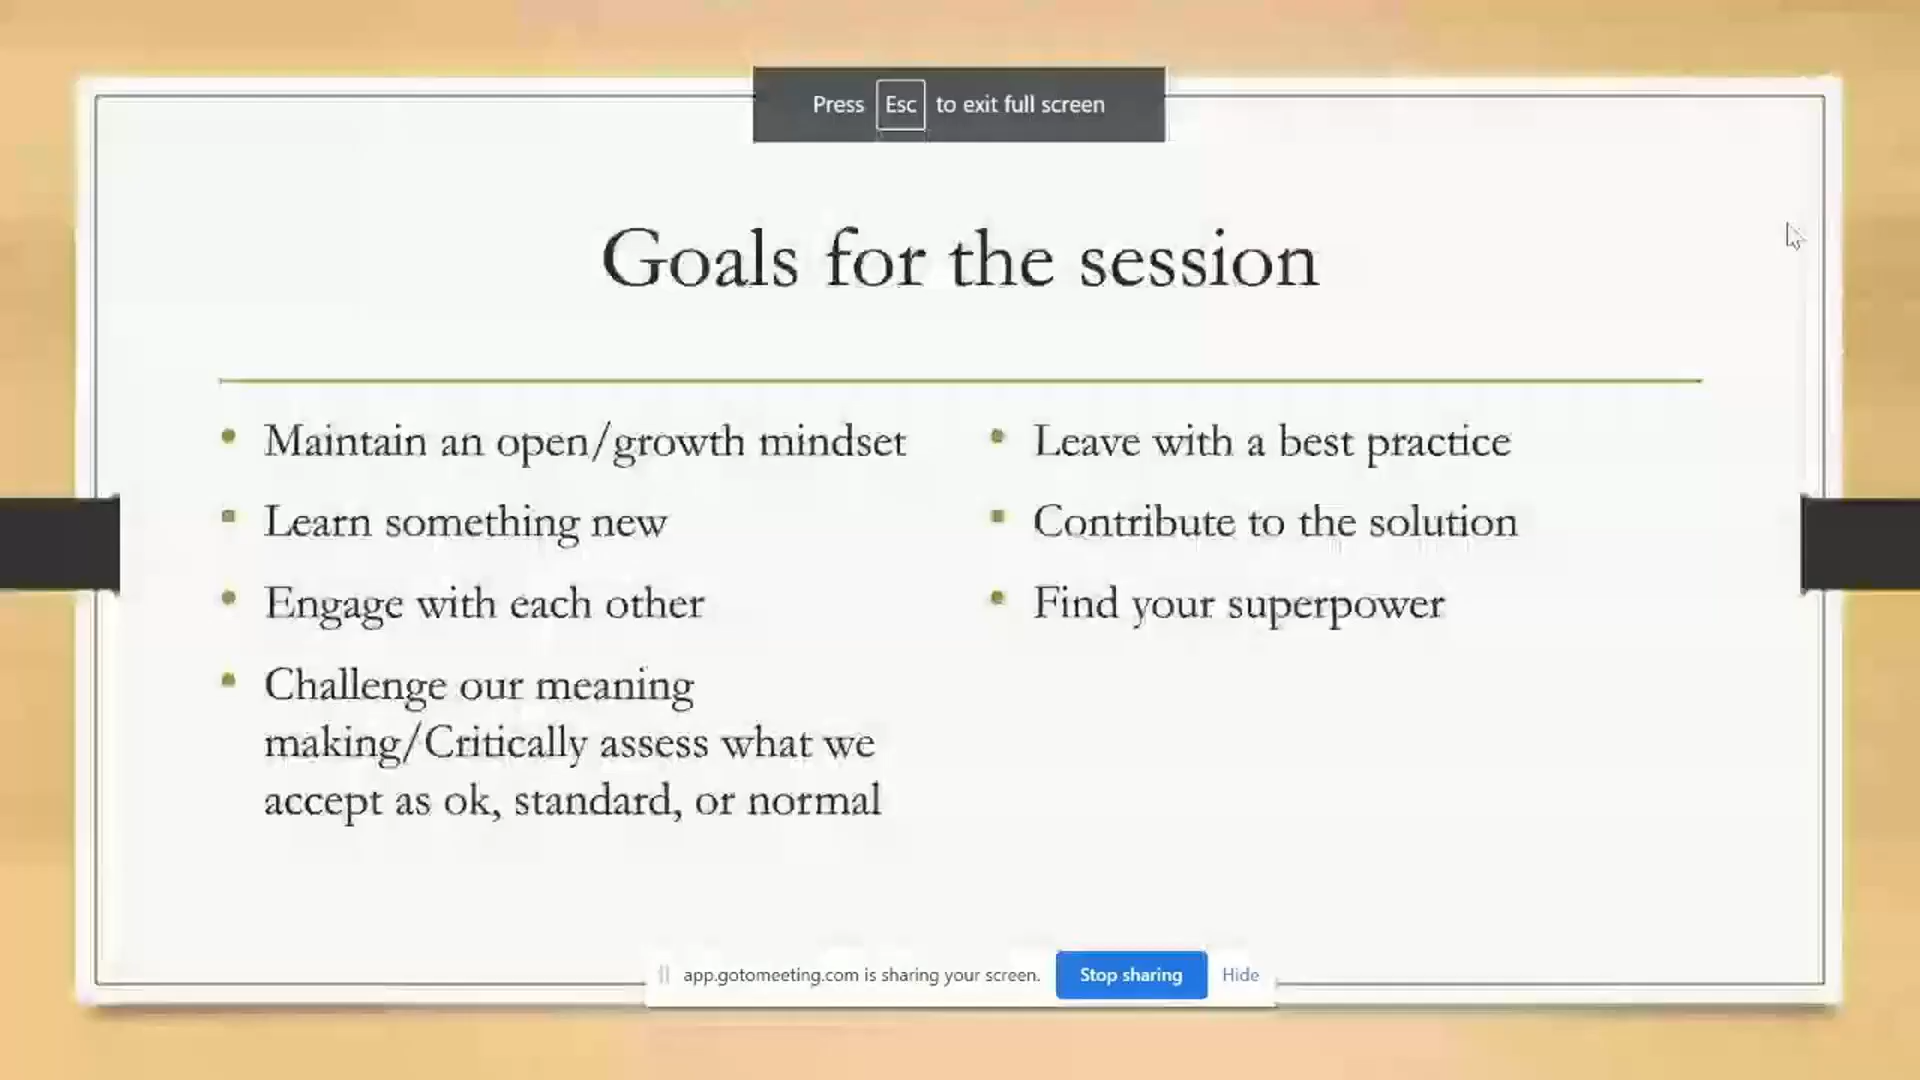 Press Esc to exit full screen
Goals for the session
Maintain an open/growth mindset
Learn something new
Engage with each other
Challenge our meaning
making/Critically assess what we
accept as ok, standard, or normal
Leave with a best practice
Contribute to the solution
Find your superpower
app.gotomeeting.com is sharing your screen. Stop sharing Hide